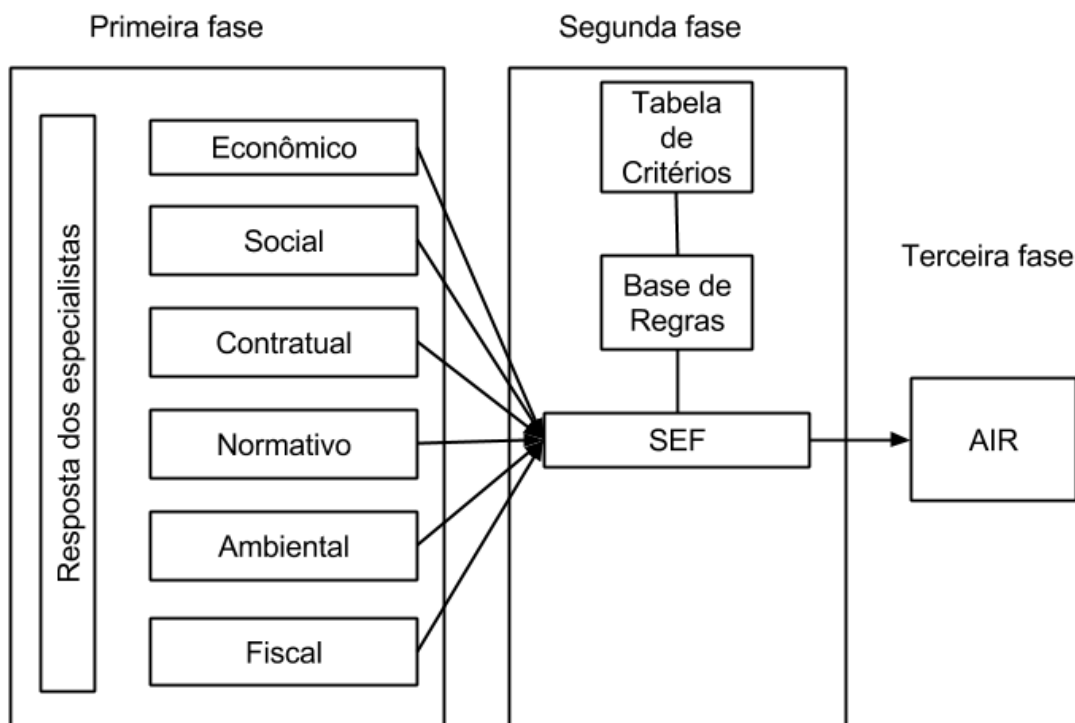 Primeira fase
Resposta dos especialistas
Econômico
Social
Contratual
Normativo
Ambiental
Fiscal
Segunda fase
Tabela
de
Critérios
Base de
Regras
SEF
Terceira fase
AIR